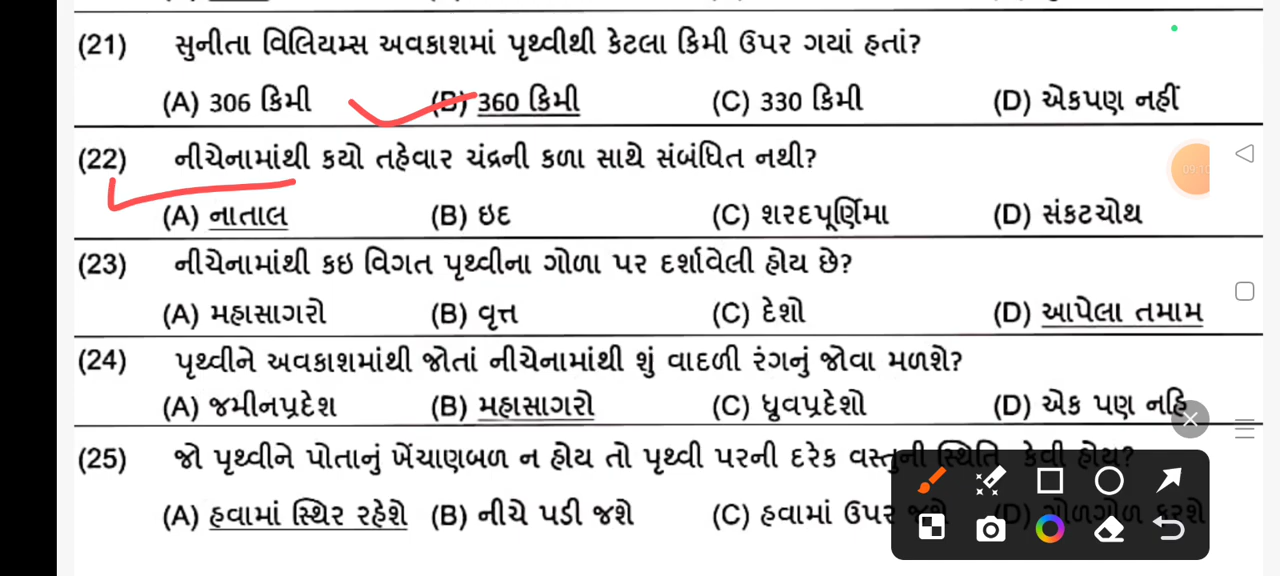 (21) સુનીતા વિલિયમ્સ અવકાશમાં પૃથ્વીથી કેટલા કિમી ઉપર ગયાં હતાં?
(A) 306 કિમી (B) 360 કિમી (C) 330 કિમી (D) એકપણ નહીં
(22) નીચેનામાંથી કયો તહેવાર ચંદ્રની કળા સાથે સંબંધિત નથી?
(A) નાતાલ (B) ઇદ (C) શરદપૂર્ણિમા (D) સંકટચોથ
(23) નીચેનામાંથી કઇ વિગત પૃથ્વીના ગોળા પર દર્શાવેલી હોય છે?
(A) મહાસાગરો (B) વૃત્ત (C) દેશો (D) આપેલા તમામ
(24) પૃથ્વીને અવકાશમાંથી જોતાં નીચેનામાંથી શું વાદળી રંગનું જોવા મળશે?
(A) જમીનપ્રદેશ (B) મહાસાગરો (C) ધ્રુવપ્રદેશો (D) એક પણ નહિ
(25) જો પૃથ્વીને પોતાનું ખેંચાણબળ ન હોય તો પૃથ્વી પરની દરેક વસ્તુની સ્થિતિ કેવી હોય?
(A) હવામાં સ્થિર રહેશે (B) નીચે પડી જશે (C) હવામાં ઉપર જશે (D) ગોળગોળ ફરશે